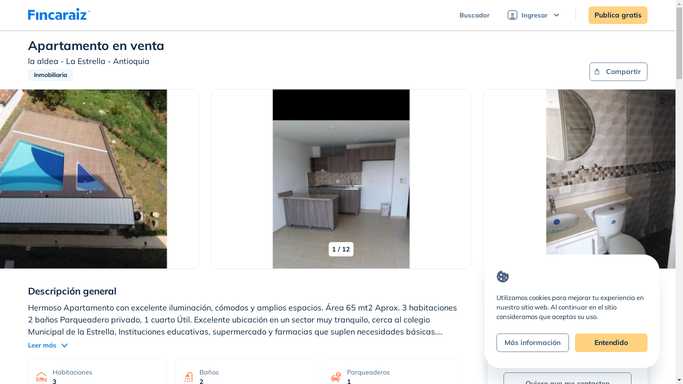 Fincaraiz
Buscador
Ingresar
Publica gratis
Apartamento en venta
la aldea - La Estrella - Antioquia
Inmobiliaria
Compartir
1 / 12
Descripción general
Hermoso Apartamento con excelente iluminación, cómodos y amplios espacios. Área 65 mt2 Aprox. 3 habitaciones
2 baños Parqueadero privado, 1 cuarto Útil. Excelente ubicación en un sector muy tranquilo, cerca al colegio
Municipal de la Estrella, Instituciones educativas, supermercado y farmacias que suplen necesidades básicas....
Leer más
Habitaciones
3
Baños
2
Parqueaderos
1
Utilizamos cookies para mejorar tu experiencia en
nuestro sitio web. Al continuar en el sitio
consideramos que aceptas su uso.
Más información
Entendido
Quiero que me contacten